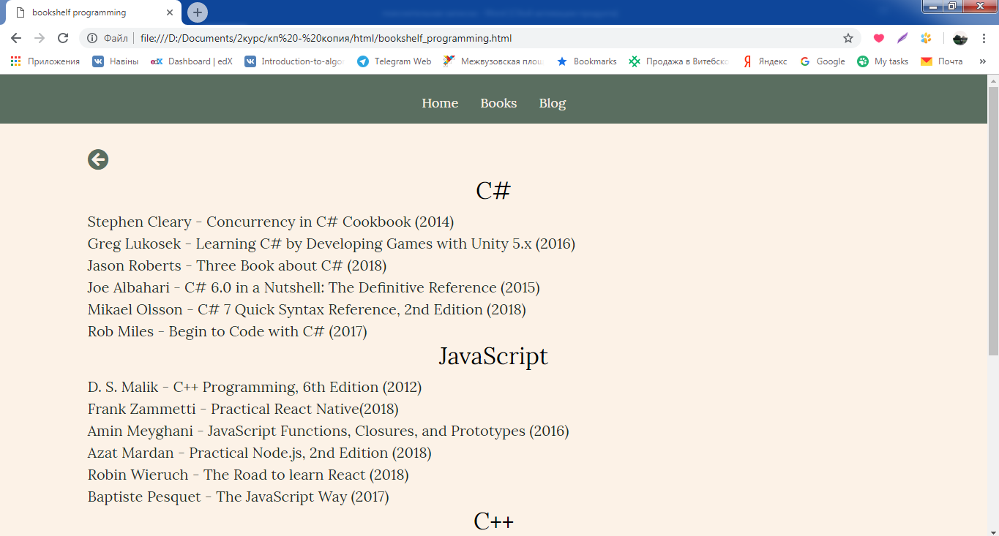 bookshelf programming
Файл file:///D:/Documents/2курс/кп%20-%20копия/html/bookshelf_programming.html
Приложения Навіны edX Dashboard | edX Introduction-to-algor Telegram Web Межвузовская площ Bookmarks Продажа в Витебско Яндекс Google My tasks Почта »
Home Books Blog
C#
Stephen Cleary - Concurrency in C# Cookbook (2014)
Greg Lukosek - Learning C# by Developing Games with Unity 5.x (2016)
Jason Roberts - Three Book about C# (2018)
Joe Albahari - C# 6.0 in a Nutshell: The Definitive Reference (2015)
Mikael Olsson - C# 7 Quick Syntax Reference, 2nd Edition (2018)
Rob Miles - Begin to Code with C# (2017)
JavaScript
D. S. Malik - C++ Programming, 6th Edition (2012)
Frank Zammetti - Practical React Native(2018)
Amin Meyghani - JavaScript Functions, Closures, and Prototypes (2016)
Azat Mardan - Practical Node.js, 2nd Edition (2018)
Robin Wieruch - The Road to learn React (2018)
Baptiste Pesquet - The JavaScript Way (2017)
C++